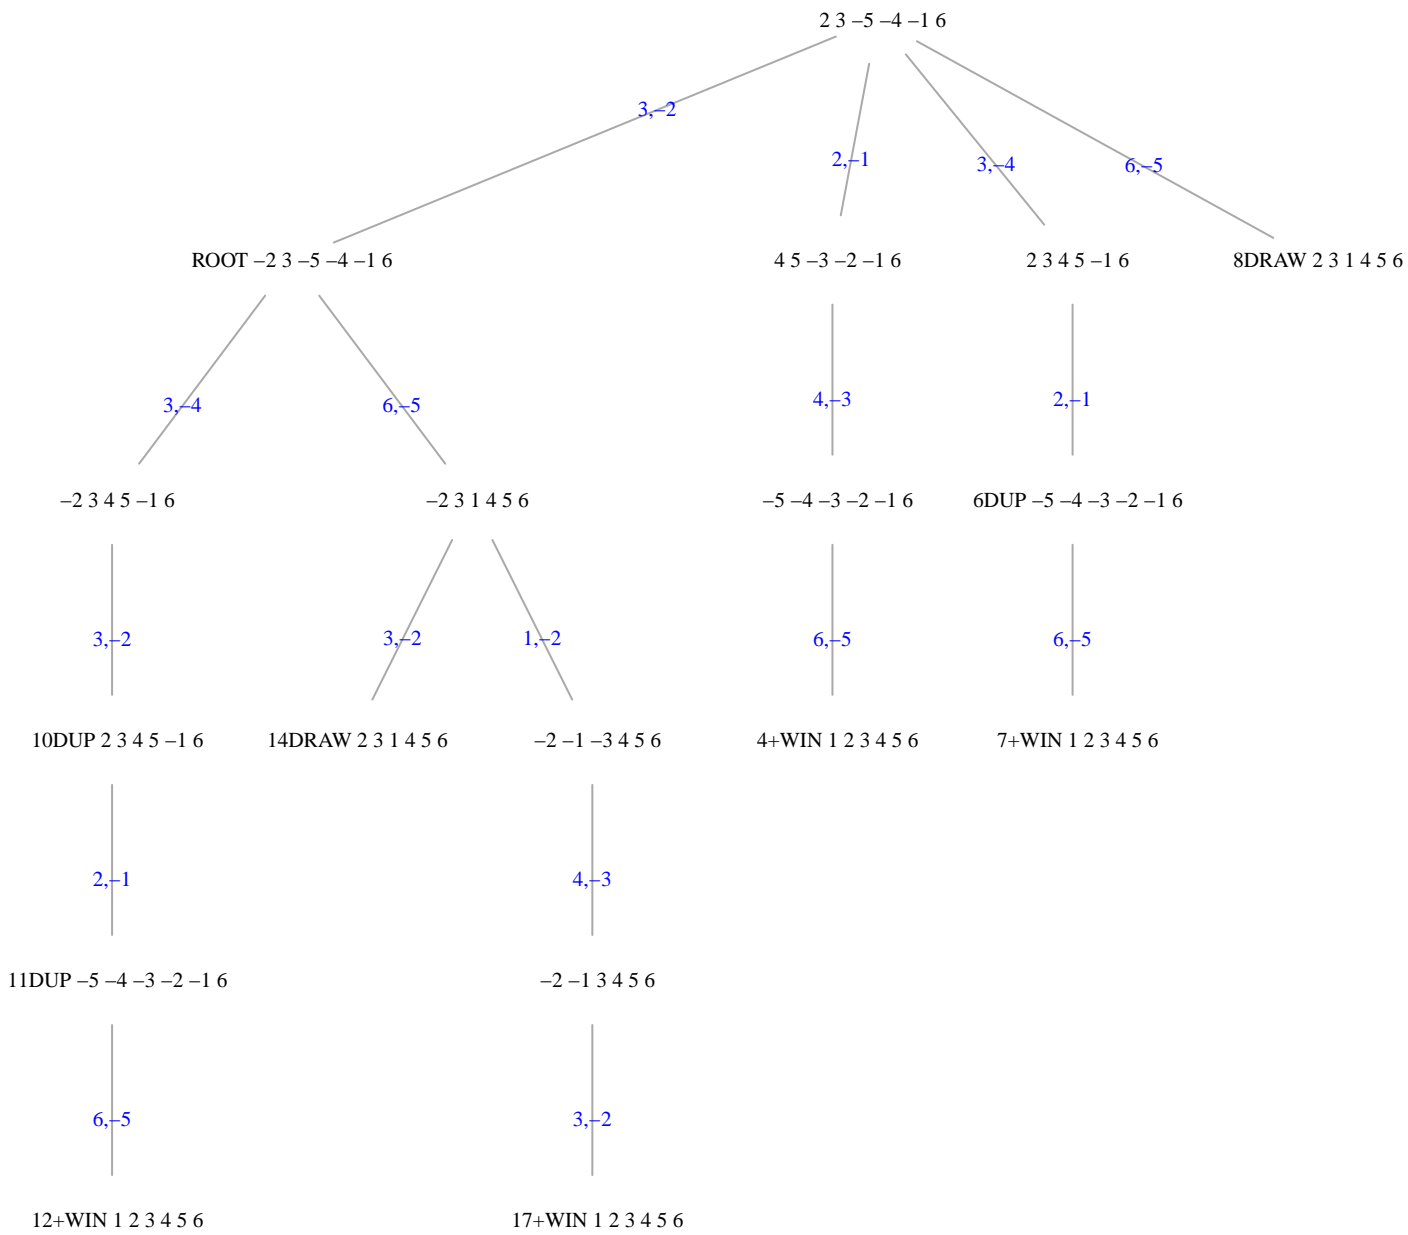 2 3 –5 –4 –1 6
3,–2
2,–1
3,–4
6,–5
ROOT –2 3 –5 –4 –1 6
4 5 –3 –2 –1 6
2 3 4 5 –1 6
8DRAW 2 3 1 4 5 6
3,–4
6,–5
4,–3
2,–1
–2 3 4 5 –1 6
–2 3 1 4 5 6
–5 –4 –3 –2 –1 6
6DUP –5 –4 –3 –2 –1 6
3,–2
3,–2
1,–2
6,–5
6,–5
10DUP 2 3 4 5 –1 6
14DRAW 2 3 1 4 5 6
–2 –1 –3 4 5 6
4+WIN 1 2 3 4 5 6
7+WIN 1 2 3 4 5 6
2,–1
4,–3
11DUP –5 –4 –3 –2 –1 6
–2 –1 3 4 5 6
6,–5
3,–2
12+WIN 1 2 3 4 5 6
17+WIN 1 2 3 4 5 6